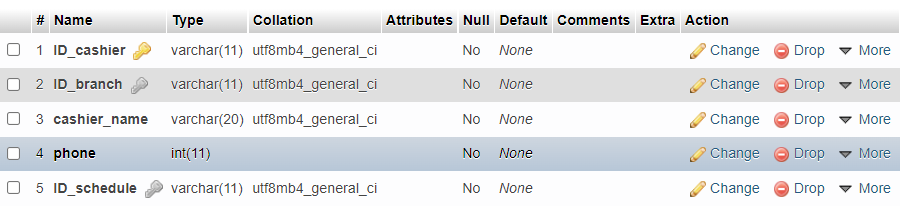 # Name Type Collation Attributes Null Default Comments Extra Action
1 ID_cashier varchar(11) utf8mb4_general_ci No None Change Drop More
2 ID_branch varchar(11) utf8mb4_general_ci No None Change Drop More
3 cashier_name varchar(20) utf8mb4_general_ci No None Change Drop More
4 phone int(11) No None Change Drop More
5 ID_schedule varchar(11) utf8mb4_general_ci No None Change Drop More